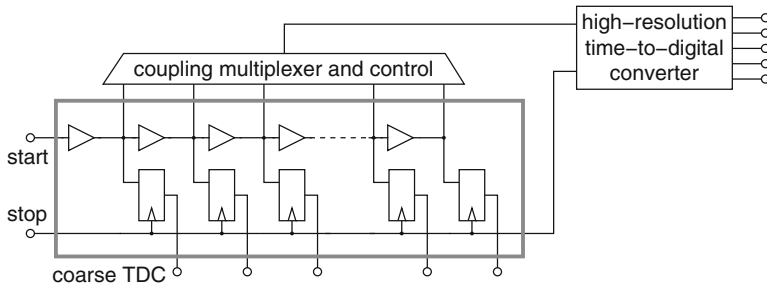 high−resolution
time−to−digital
converter
coupling multiplexer and control
start
stop
coarse TDC